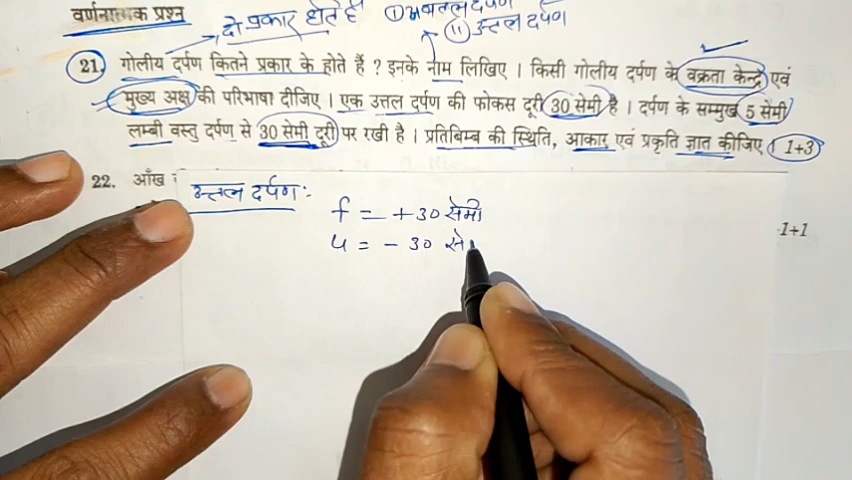 वर्णनात्मक प्रश्न
दो प्रकार होते हैं
(i) अवतल दर्पण
(ii) उत्तल दर्पण
21. गोलीय दर्पण कितने प्रकार के होते हैं ? इनके नाम लिखिए । किसी गोलीय दर्पण के वक्रता केन्द्र एवं
मुख्य अक्ष की परिभाषा दीजिए । एक उत्तल दर्पण की फोकस दूरी 30 सेमी है । दर्पण के सम्मुख 5 सेमी
लम्बी वस्तु दर्पण से 30 सेमी दूरी पर रखी है । प्रतिबिम्ब की स्थिति, आकार एवं प्रकृति ज्ञात कीजिए । 1+3
22. आँख
1+1
उत्तल दर्पण :
f = +30 सेमी
u = - 30 से